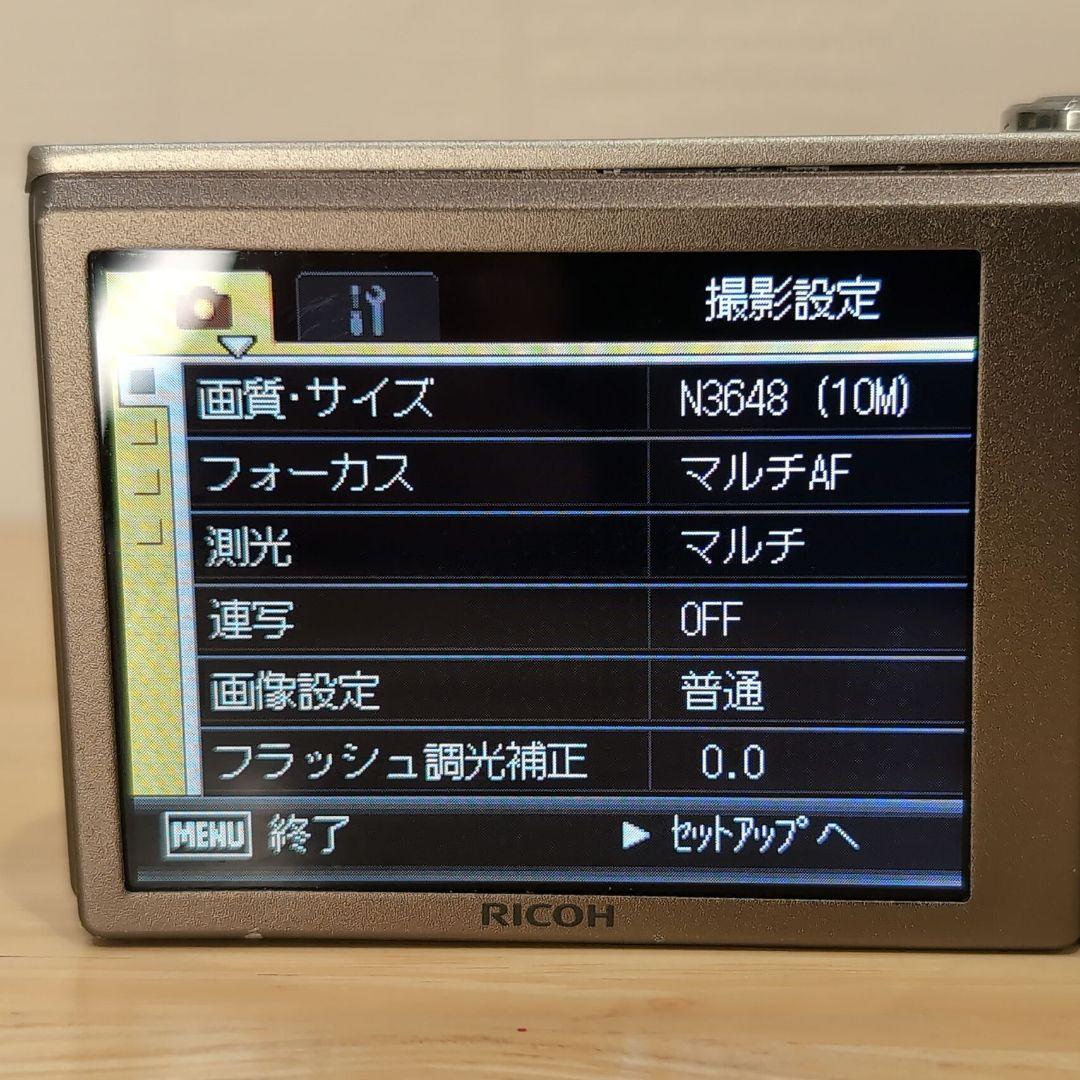 撮影設定
画質・サイズ N3648 (10M)
フォーカス マルチAF
測光 マルチ
連写 OFF
画像設定 普通
フラッシュ調光補正 0.0
MENU 終了 ▶ ｾｯﾄｱｯﾌﾟへ
RICOH